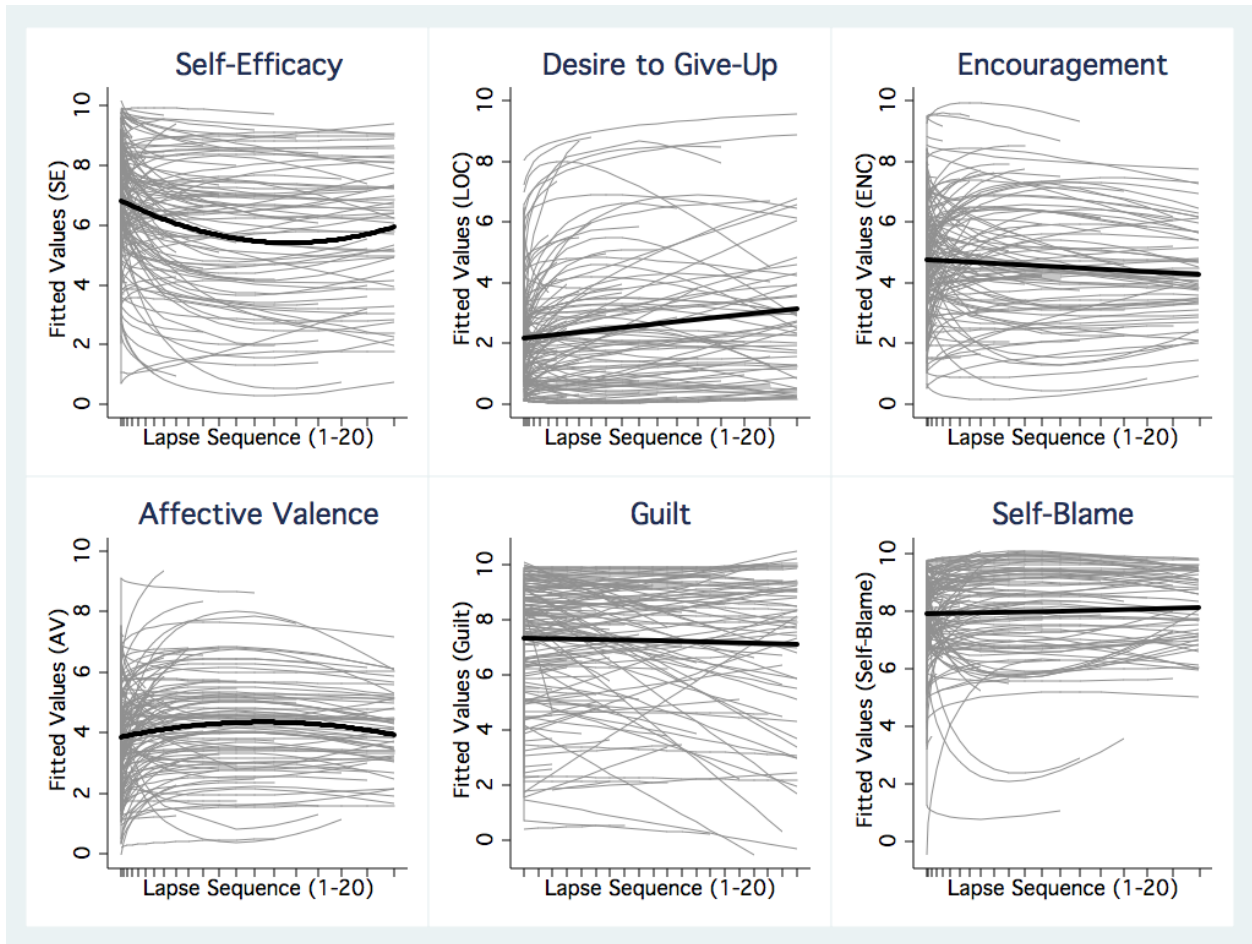 Self-Efficacy
Fitted Values (SE)
0 2 4 6 8 10
Lapse Sequence (1-20)
Desire to Give-Up
Fitted Values (LOC)
0 2 4 6 8 10
Lapse Sequence (1-20)
Encouragement
Fitted Values (ENC)
0 2 4 6 8 10
Lapse Sequence (1-20)
Affective Valence
Fitted Values (AV)
0 2 4 6 8 10
Lapse Sequence (1-20)
Guilt
Fitted Values (Guilt)
0 2 4 6 8 10
Lapse Sequence (1-20)
Self-Blame
Fitted Values (Self-Blame)
0 2 4 6 8 10
Lapse Sequence (1-20)